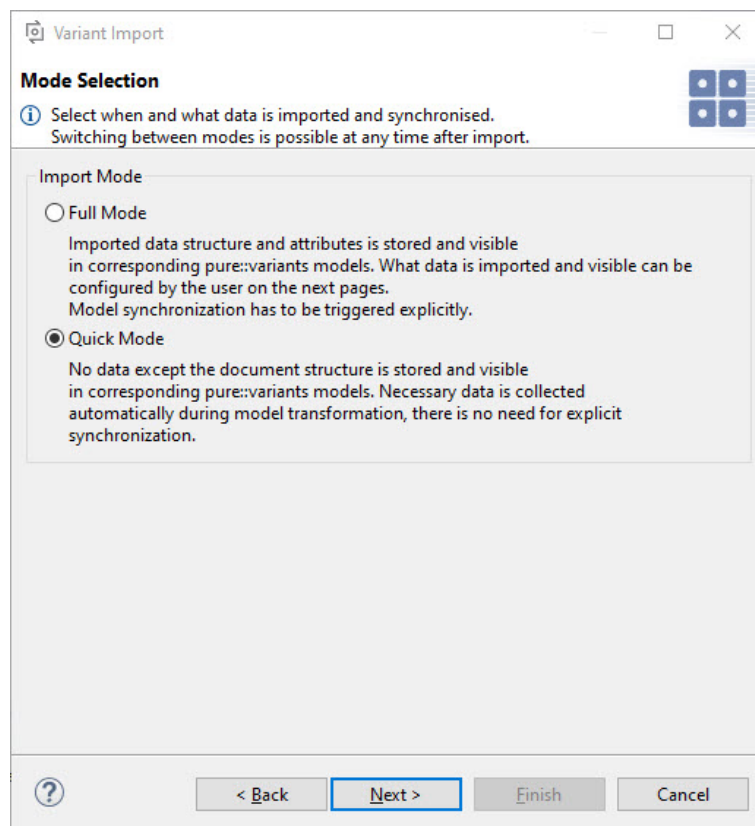 Variant Import
Mode Selection
Select when and what data is imported and synchronised.
Switching between modes is possible at any time after import.
Import Mode
Full Mode
Imported data structure and attributes is stored and visible
in corresponding pure::variants models. What data is imported and visible can be
configured by the user on the next pages.
Model synchronization has to be triggered explicitly.
Quick Mode
No data except the document structure is stored and visible
in corresponding pure::variants models. Necessary data is collected
automatically during model transformation, there is no need for explicit
synchronization.
< Back Next > Finish Cancel